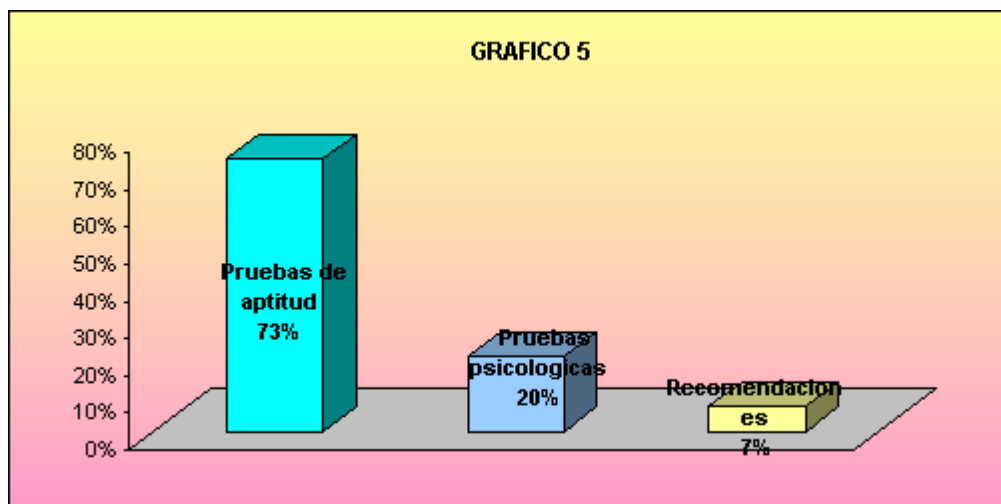 GRAFICO 5
80%
70%
60%
50%
40%
30%
20%
10%
0%
Pruebas de
aptitud
73%
Pruebas
psicologicas
20%
Recomendacion
es
7%